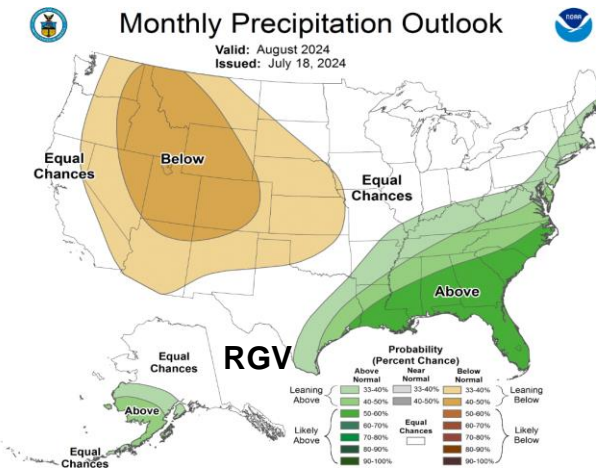 Monthly Precipitation Outlook
Valid: August 2024
Issued: July 18, 2024
noaa
Equal
Chances
Below
Equal
Chances
Above
Equal
Chances
Above
Equal
Chances
RGV
Probability
(Percent Chance)
Above
Normal
Near
Normal
Below
Normal
Leaning
Above
33-40%
33-40%
33-40%
Leaning
Below
40-50%
40-50%
40-50%
Likely
Above
50-60%
50-60%
Likely
Below
60-70%
60-70%
70-80%
Equal
Chances
70-80%
80-90%
80-90%
90-100%
90-100%